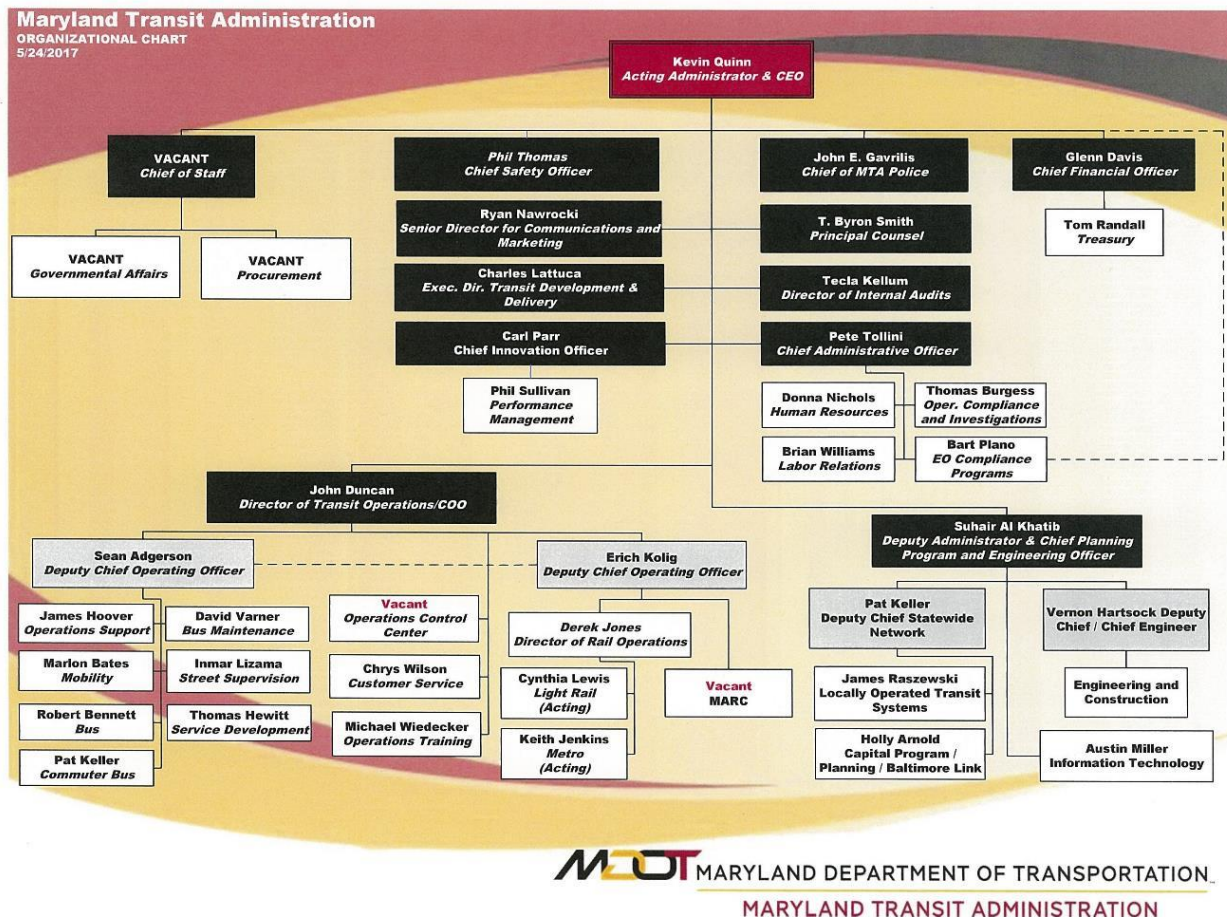 Maryland Transit Administration
ORGANIZATIONAL CHART
5/24/2017
Kevin Quinn
Acting Administrator & CEO
VACANT
Chief of Staff
Phil Thomas
Chief Safety Officer
John E. Gavrilis
Chief of MTA Police
Glenn Davis
Chief Financial Officer
VACANT
Governmental Affairs
VACANT
Procurement
Ryan Nawrocki
Senior Director for Communications and
Marketing
T. Byron Smith
Principal Counsel
Tom Randall
Treasury
Charles Lattuca
Exec. Dir. Transit Development &
Delivery
Tecla Kellum
Director of Internal Audits
Carl Parr
Chief Innovation Officer
Pete Tollini
Chief Administrative Officer
Phil Sullivan
Performance
Management
Donna Nichols
Human Resources
Thomas Burgess
Oper. Compliance
and Investigations
Brian Williams
Labor Relations
Bart Plano
EO Compliance
Programs
John Duncan
Director of Transit Operations/COO
Suhair Al Khatib
Deputy Administrator & Chief Planning
Program and Engineering Officer
Sean Adgerson
Deputy Chief Operating Officer
Erich Kolig
Deputy Chief Operating Officer
Pat Keller
Deputy Chief Statewide
Network
Vernon Hartsock Deputy
Chief / Chief Engineer
James Hoover
Operations Support
David Varner
Bus Maintenance
Vacant
Operations Control
Center
Derek Jones
Director of Rail Operations
Marlon Bates
Mobility
Inmar Lizama
Street Supervision
Chrys Wilson
Customer Service
Cynthia Lewis
Light Rail
(Acting)
Vacant
MARC
James Raszewski
Locally Operated Transit
Systems
Engineering and
Construction
Robert Bennett
Bus
Thomas Hewitt
Service Development
Michael Wiedecker
Operations Training
Keith Jenkins
Metro
(Acting)
Holly Arnold
Capital Program /
Planning / Baltimore Link
Austin Miller
Information Technology
Pat Keller
Commuter Bus
MDOT MARYLAND DEPARTMENT OF TRANSPORTATION
MARYLAND TRANSIT ADMINISTRATION